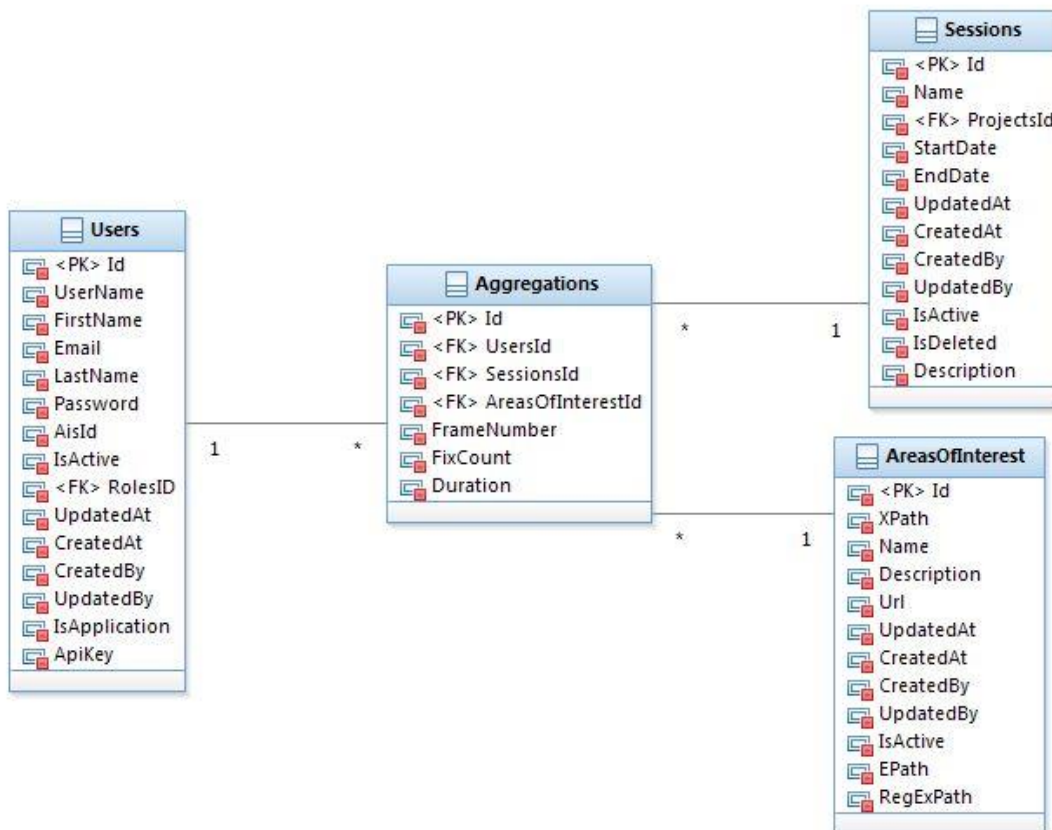 Users
<PK> Id
UserName
FirstName
Email
LastName
Password
AisId
IsActive
<FK> RolesID
UpdatedAt
CreatedAt
CreatedBy
UpdatedBy
IsApplication
ApiKey
1
*
Aggregations
<PK> Id
<FK> UsersId
<FK> SessionsId
<FK> AreasOfInterestId
FrameNumber
FixCount
Duration
*
1
Sessions
<PK> Id
Name
<FK> ProjectsId
StartDate
EndDate
UpdatedAt
CreatedAt
CreatedBy
UpdatedBy
IsActive
IsDeleted
Description
*
1
AreasOfInterest
<PK> Id
XPath
Name
Description
Url
UpdatedAt
CreatedAt
CreatedBy
UpdatedBy
IsActive
EPath
RegExPath